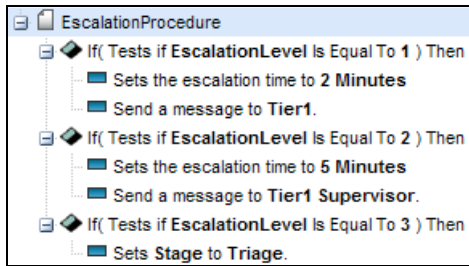 EscalationProcedure
If( Tests if EscalationLevel Is Equal To 1 ) Then
Sets the escalation time to 2 Minutes
Send a message to Tier1.
If( Tests if EscalationLevel Is Equal To 2 ) Then
Sets the escalation time to 5 Minutes
Send a message to Tier1 Supervisor.
If( Tests if EscalationLevel Is Equal To 3 ) Then
Sets Stage to Triage.